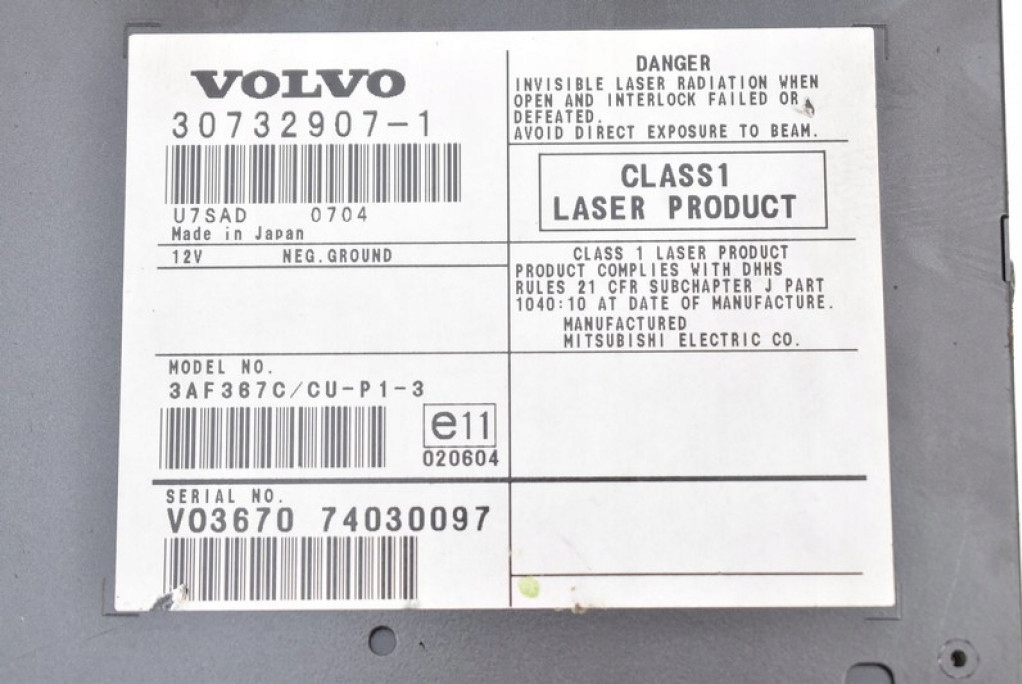 VOLVO
30732907-1
U7SAD 0704
Made in Japan
12V NEG.GROUND
MODEL NO.
3AF367C/CU-P1-3
e11
020604
SERIAL NO.
VO3670 74030097
DANGER
INVISIBLE LASER RADIATION WHEN
OPEN AND INTERLOCK FAILED OR
DEFEATED.
AVOID DIRECT EXPOSURE TO BEAM.
CLASS1
LASER PRODUCT
CLASS 1 LASER PRODUCT
PRODUCT COMPLIES WITH DHHS
RULES 21 CFR SUBCHAPTER J PART
1040:10 AT DATE OF MANUFACTURE.
MANUFACTURED
MITSUBISHI ELECTRIC CO.